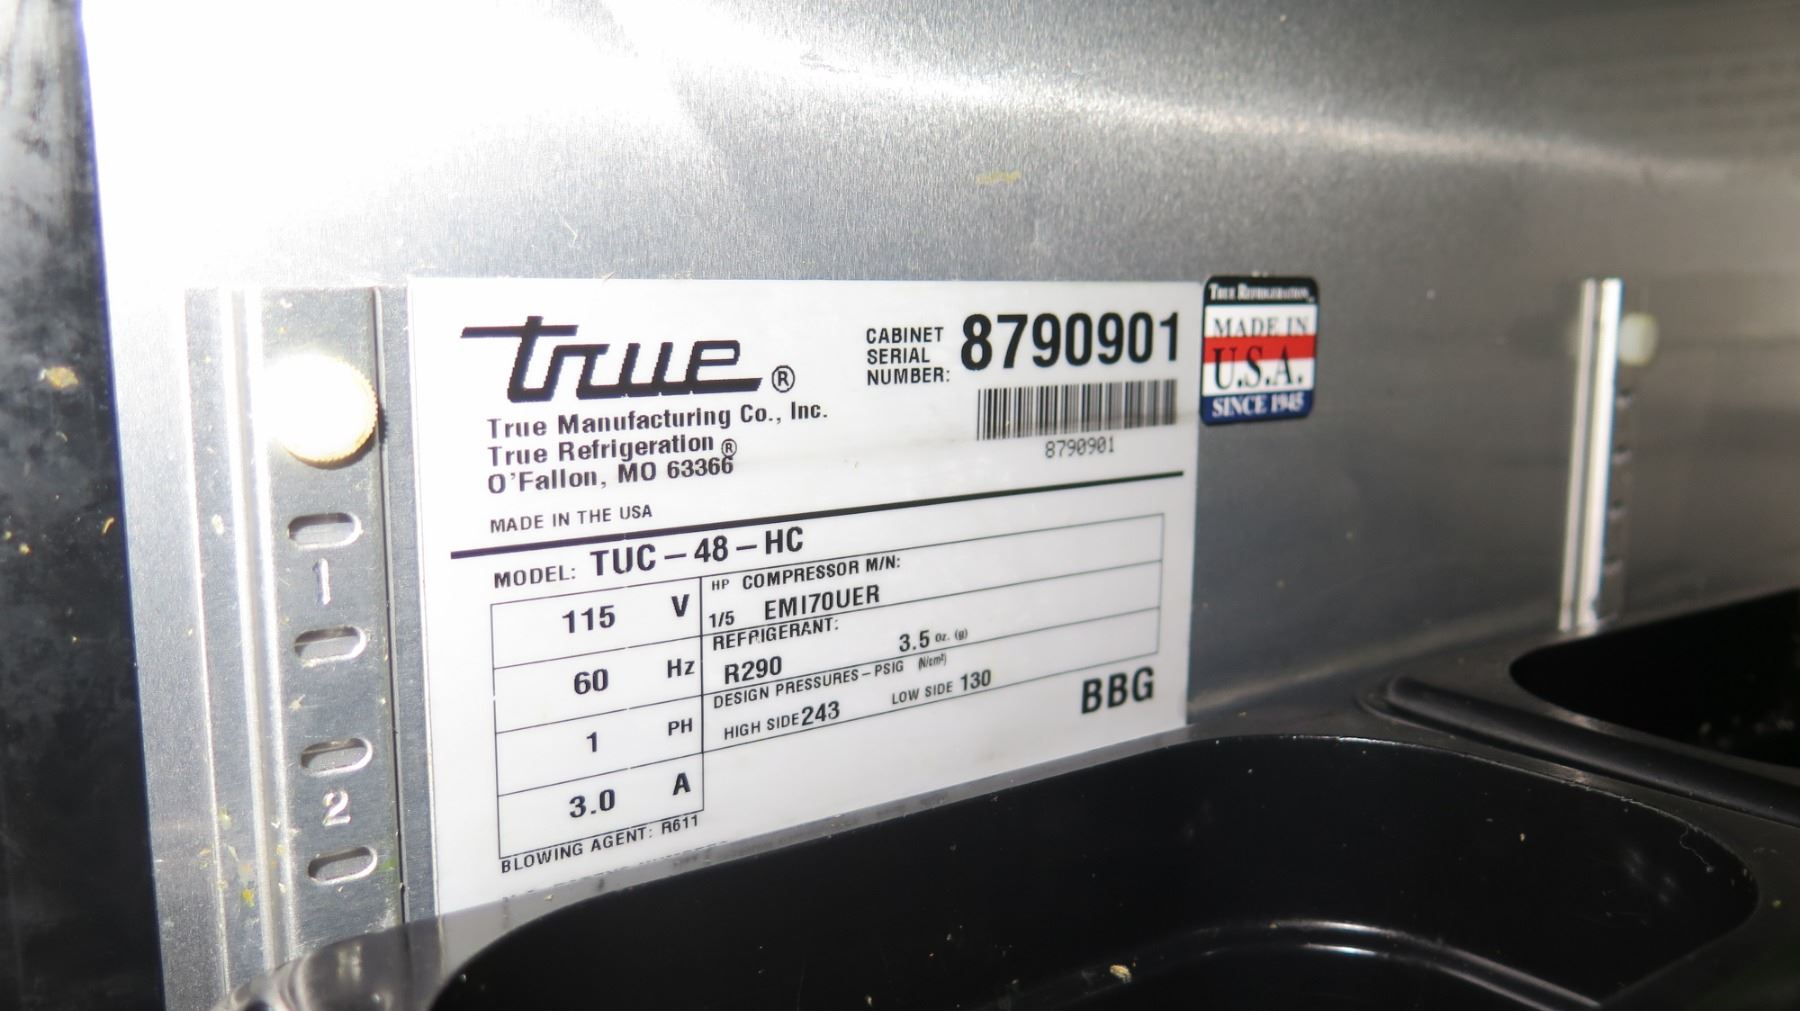 true®
True Manufacturing Co., Inc.
True Refrigeration ®
O'Fallon, MO 63366
MADE IN THE USA
CABINET
SERIAL
NUMBER:
8790901
8790901
TRUE REFRIGERATION
MADE IN
U.S.A.
SINCE 1945
MODEL: TUC-48-HC
115 V
60 Hz
1 PH
3.0 A
HP COMPRESSOR M/N:
1/5 EMI70UER
REFRIGERANT:
R290 3.5 oz. (g)
DESIGN PRESSURES-PSIG (N/cm²)
HIGH SIDE 243 LOW SIDE 130
BBG
BLOWING AGENT: R611
1
2